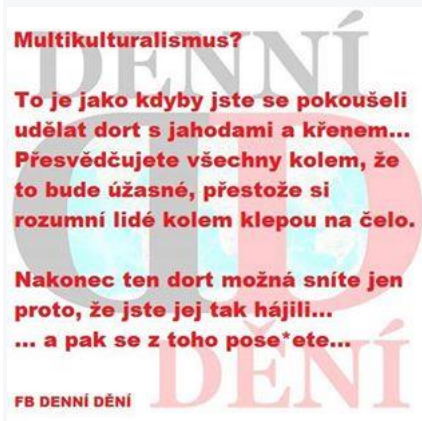 Multikulturalismus?
To je jako kdyby jste se pokoušeli
udělat dort s jahodami a křenem...
Přesvědčujete všechny kolem, že
to bude úžasné, přestože si
rozumní lidé kolem klepou na čelo.
Nakonec ten dort možná sníte jen
proto, že jste jej tak hájili...
... a pak se z toho pose*ete...
FB DENNÍ DĚNÍ
DENNÍ
DD
DĚNÍ